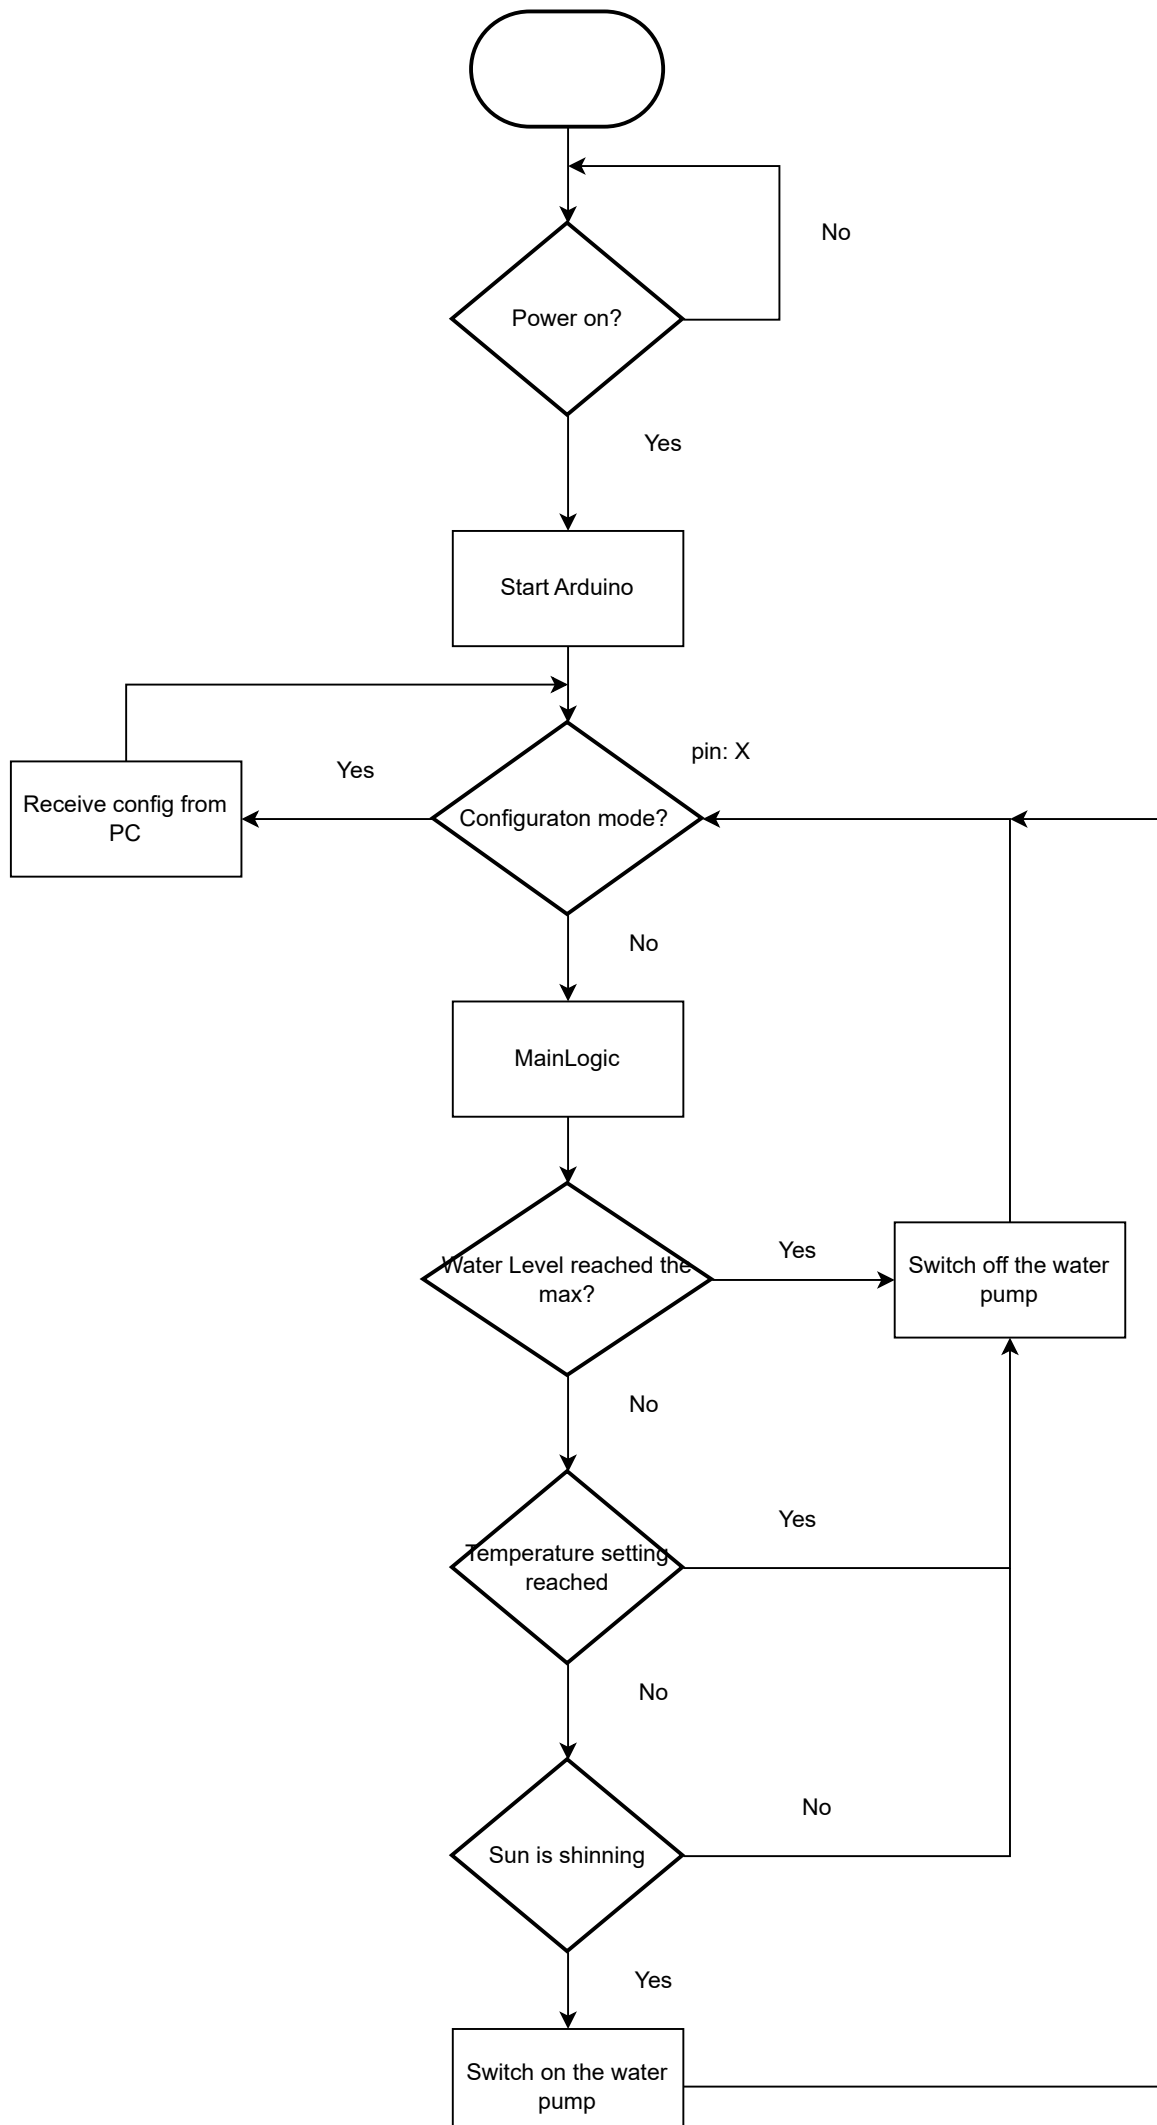 No
Power on?
Yes
Start Arduino
pin: X
Yes
Receive config from
PC
Configuraton mode?
No
MainLogic
Yes
Water Level reached the
max?
Switch off the water
pump
No
Yes
Temperature setting
reached
No
No
Sun is shinning
Yes
Switch on the water
pump